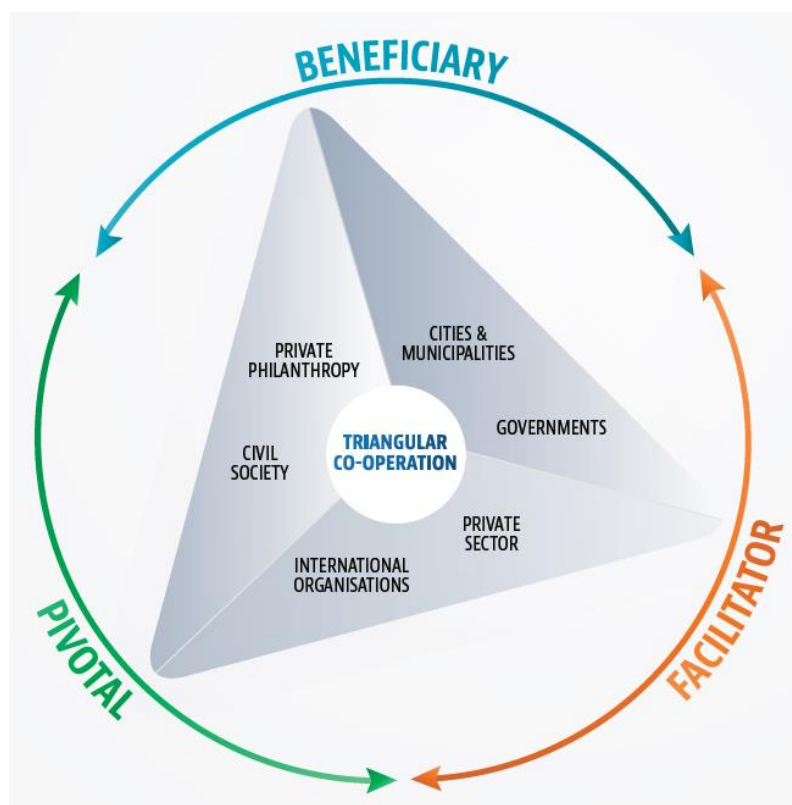 BENEFICIARY
CITIES &
MUNICIPALITIES
PRIVATE
PHILANTHROPY
GOVERNMENTS
TRIANGULAR
CO-OPERATION
CIVIL
SOCIETY
PRIVATE
SECTOR
INTERNATIONAL
ORGANISATIONS
PIVOTAL
FACILITATOR